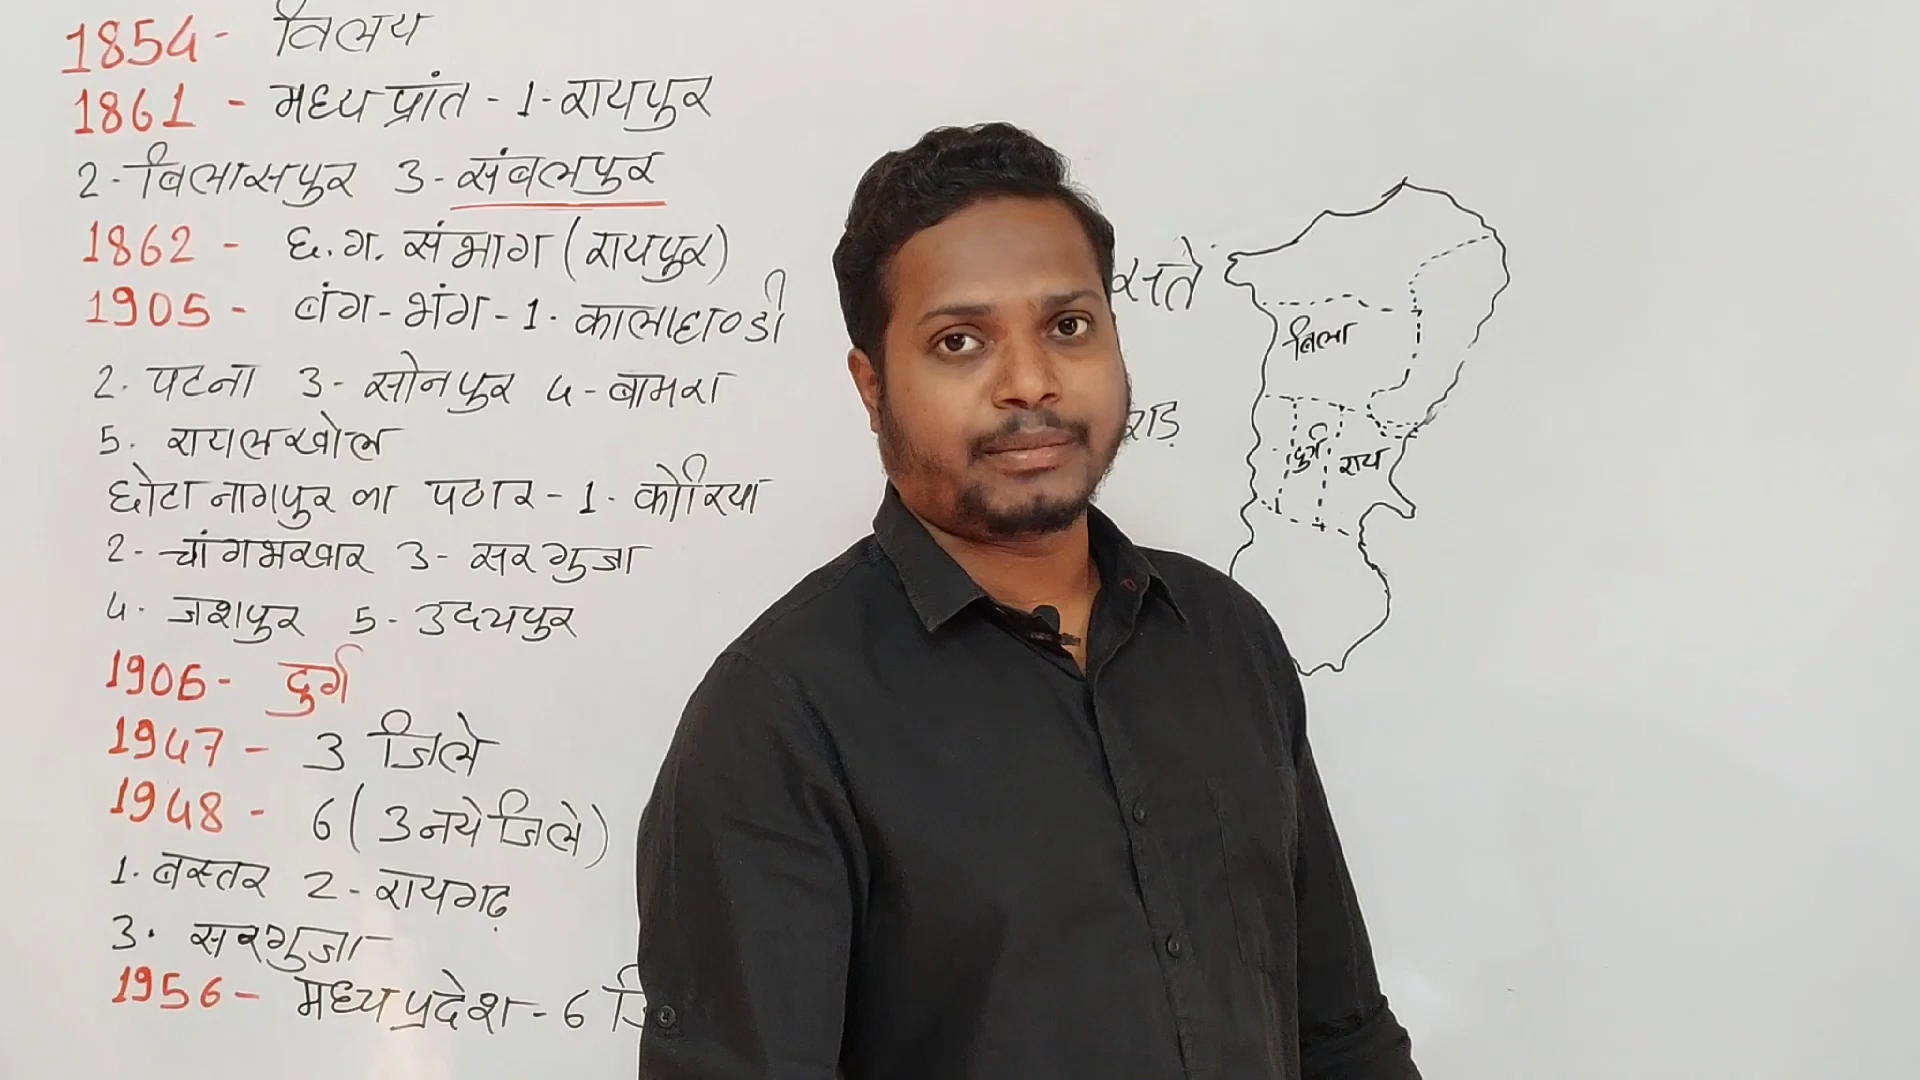 1854- विलय
1861 - मध्य प्रांत - 1-रायपुर
2-बिलासपुर 3-संबलपुर
1862 - छ.ग. संभाग (रायपुर)
1905 - बंग-भंग-1. कालाहाण्डी
2. पटना 3- सोनपुर 4-बामरा
5. रायलखोल
छोटा नागपुर का पठार-1. कोरिया
2- चांगभखार 3- सरगुजा
4. जशपुर 5- उदयपुर
1906- दुर्ग
1947 - 3 जिले
1948 - 6 (3 नये जिले)
1. बस्तर 2-रायगढ़
3. सरगुजा
1956- मध्य प्रदेश-6 जि
बिला
दुर्ग राय